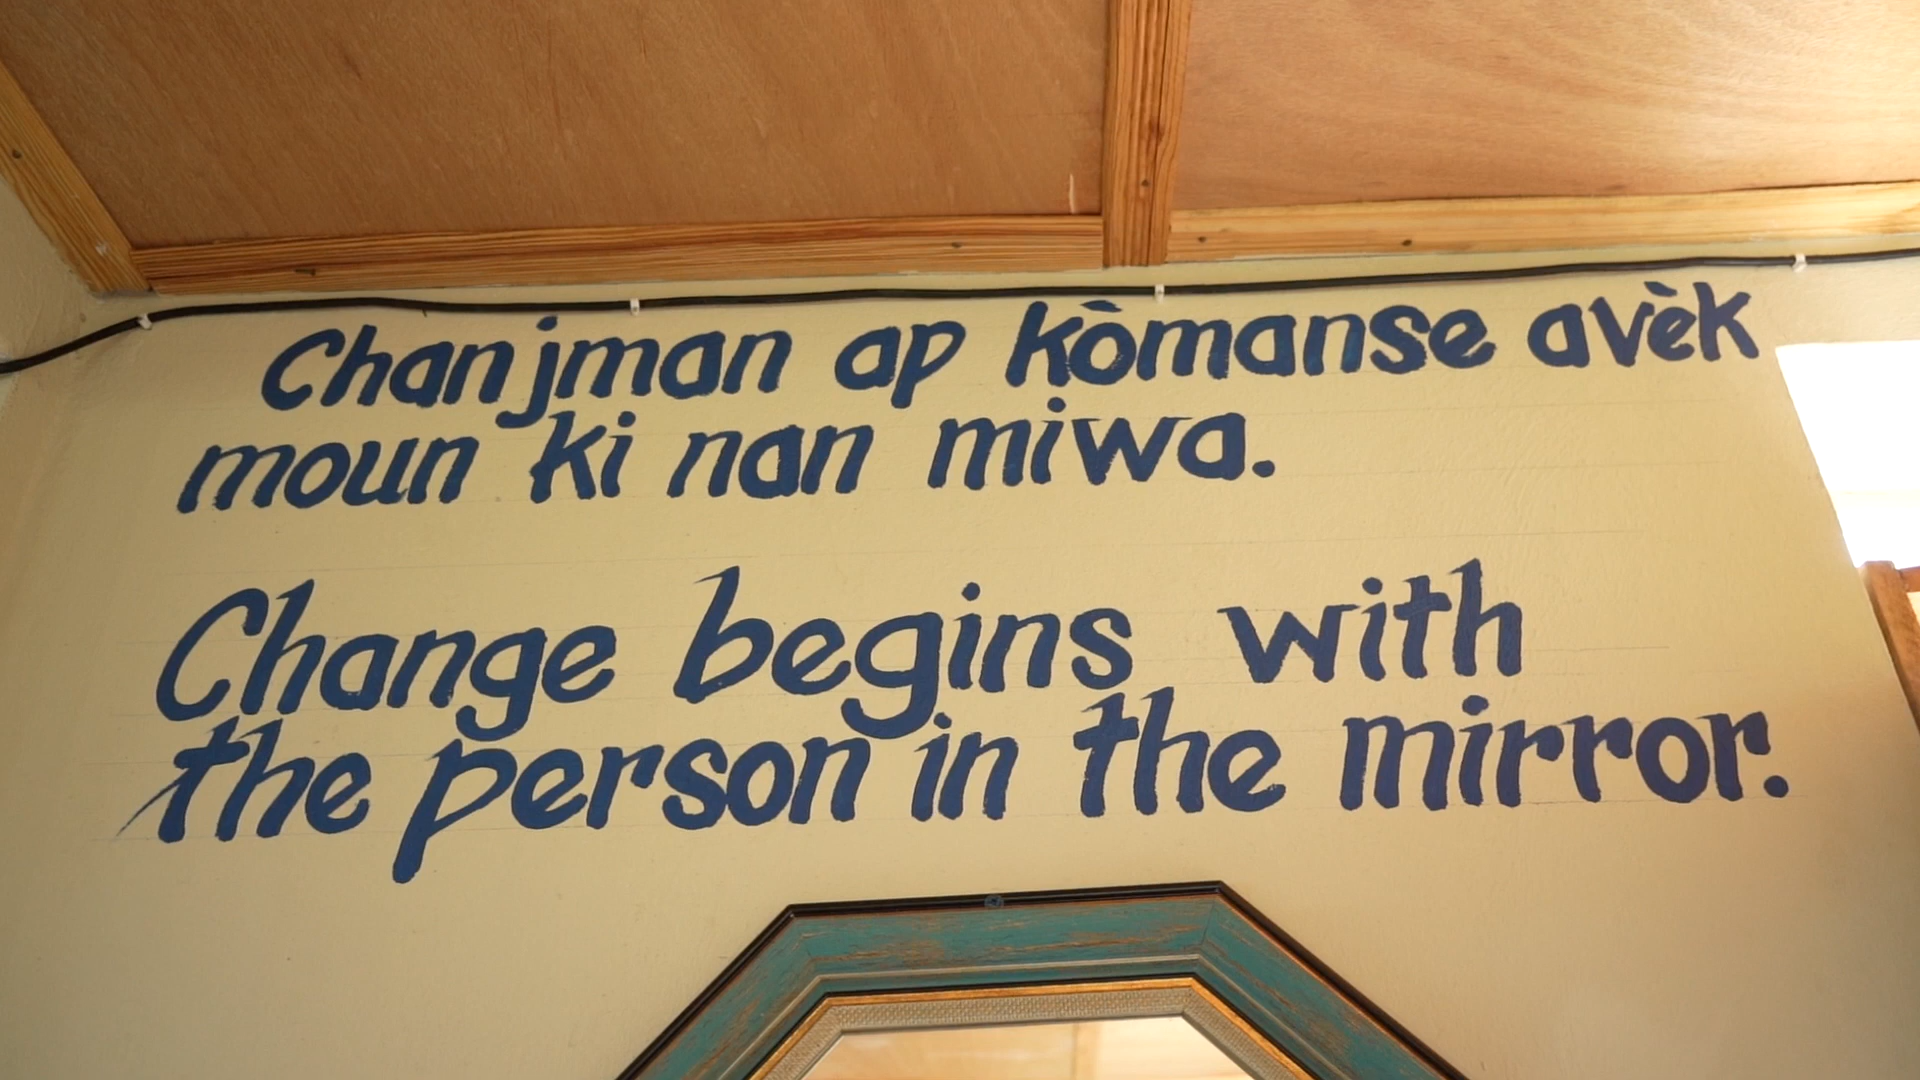 Chanjman ap kòmanse avèk
moun ki nan miwa.
Change begins with
the person in the mirror.